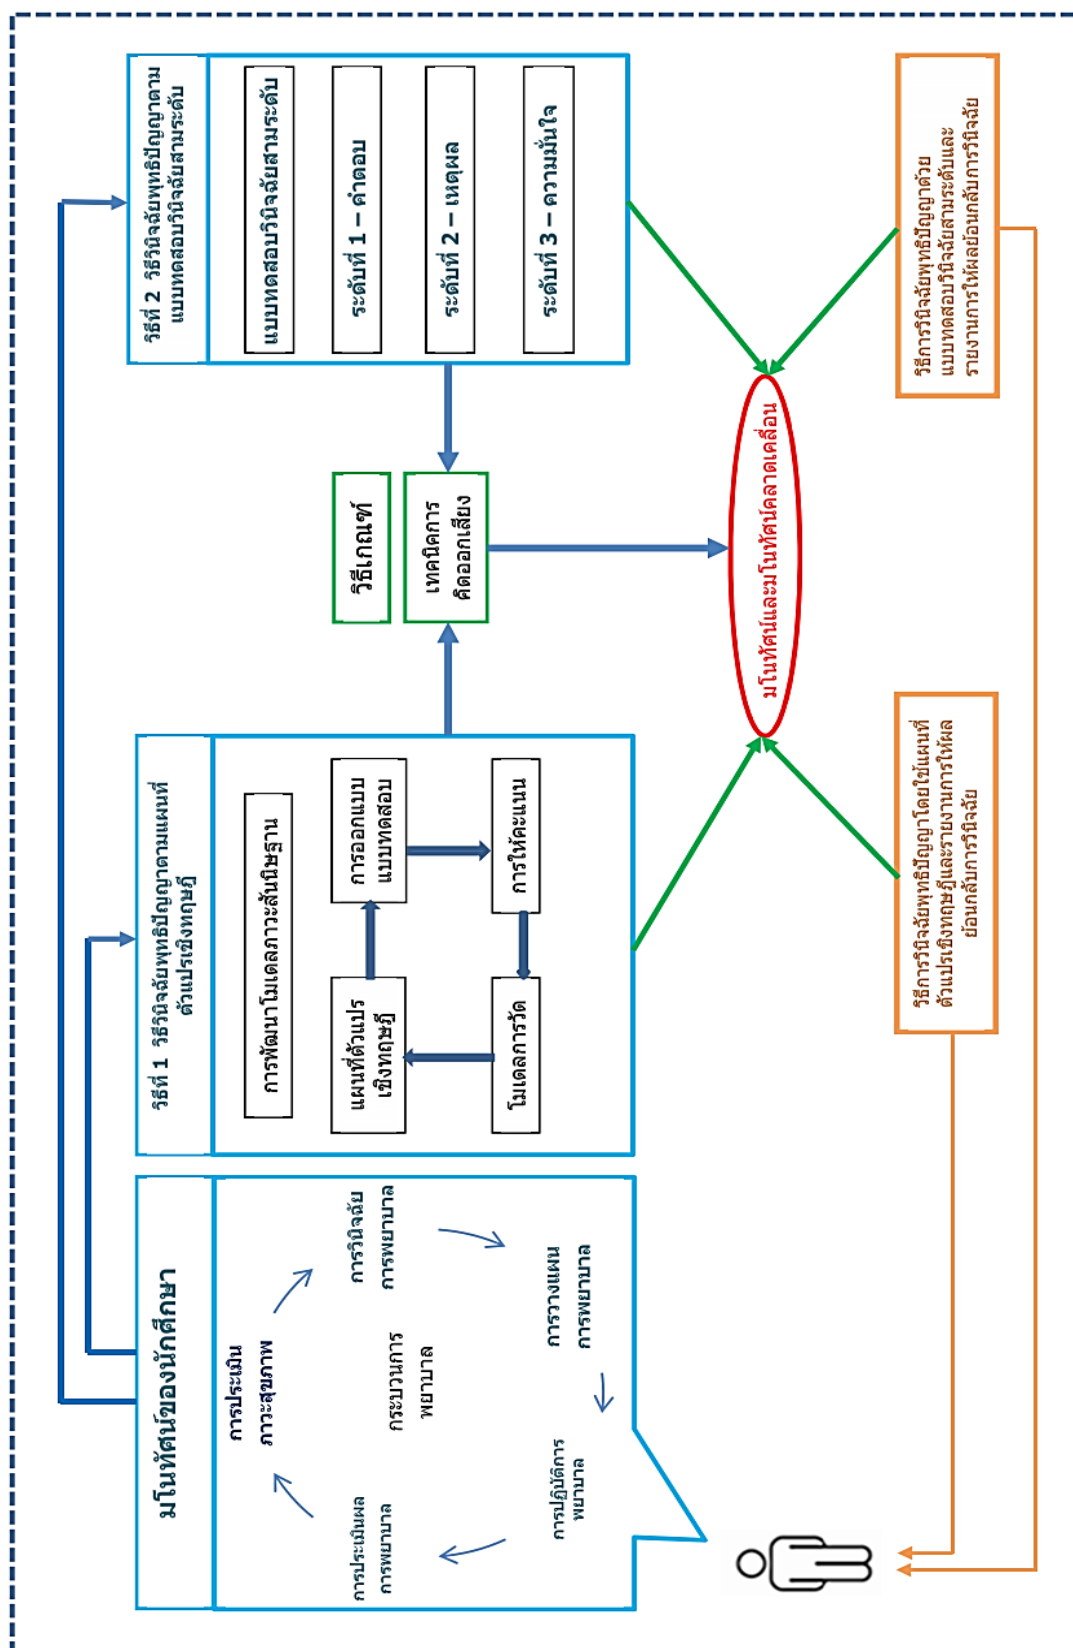 มโนทัศน์ของนักศึกษา
การประเมิน
ภาวะสุขภาพ
การวินิจฉัย
การพยาบาล
การวางแผน
การพยาบาล
การปฏิบัติการ
พยาบาล
การประเมินผล
การพยาบาล
กระบวนการ
พยาบาล
วิธีที่ 1 วิธีวินิจฉัยพุทธิปัญญาตามแผนที่
ตัวแปรเชิงทฤษฎี
การพัฒนาโมเดลภาวะสันนิษฐาน
แผนที่ตัวแปร
เชิงทฤษฎี
การออกแบบ
แบบทดสอบ
โมเดลการวัด
การให้คะแนน
วิธีเกณฑ์
เทคนิคการ
คิดออกเสียง
วิธีที่ 2 วิธีวินิจฉัยพุทธิปัญญาตาม
แบบทดสอบวินิจฉัยสามระดับ
แบบทดสอบวินิจฉัยสามระดับ
ระดับที่ 1 – คำตอบ
ระดับที่ 2 – เหตุผล
ระดับที่ 3 – ความมั่นใจ
มโนทัศน์และมโนทัศน์คลาดเคลื่อน
วิธีการวินิจฉัยพุทธิปัญญาโดยใช้แผนที่
ตัวแปรเชิงทฤษฎีและรายงานการให้ผล
ย้อนกลับการวินิจฉัย
วิธีการวินิจฉัยพุทธิปัญญาด้วย
แบบทดสอบวินิจฉัยสามระดับและ
รายงานการให้ผลย้อนกลับการวินิจฉัย